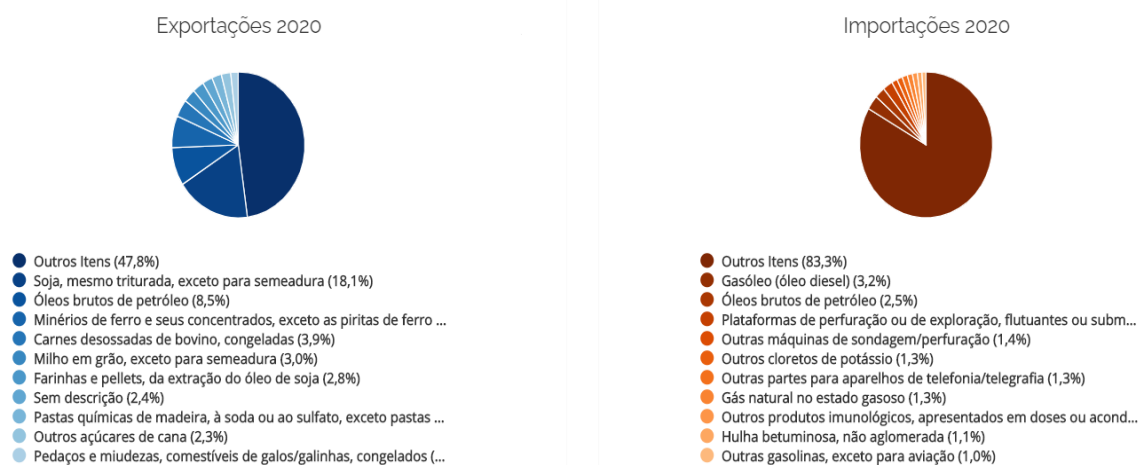 Exportações 2020
Outros Itens (47,8%)
Soja, mesmo triturada, exceto para semeadura (18,1%)
Óleos brutos de petróleo (8,5%)
Minérios de ferro e seus concentrados, exceto as piritas de ferro ...
Carnes desossadas de bovino, congeladas (3,9%)
Milho em grão, exceto para semeadura (3,0%)
Farinhas e pellets, da extração do óleo de soja (2,8%)
Sem descrição (2,4%)
Pastas químicas de madeira, à soda ou ao sulfato, exceto pastas ...
Outros açúcares de cana (2,3%)
Pedaços e miudezas, comestíveis de galos/galinhas, congelados (...
Importações 2020
Outros Itens (83,3%)
Gasóleo (óleo diesel) (3,2%)
Óleos brutos de petróleo (2,5%)
Plataformas de perfuração ou de exploração, flutuantes ou subm...
Outras máquinas de sondagem/perfuração (1,4%)
Outros cloretos de potássio (1,3%)
Outras partes para aparelhos de telefonia/telegrafia (1,3%)
Gás natural no estado gasoso (1,3%)
Outros produtos imunológicos, apresentados em doses ou acond...
Hulha betuminosa, não aglomerada (1,1%)
Outras gasolinas, exceto para aviação (1,0%)